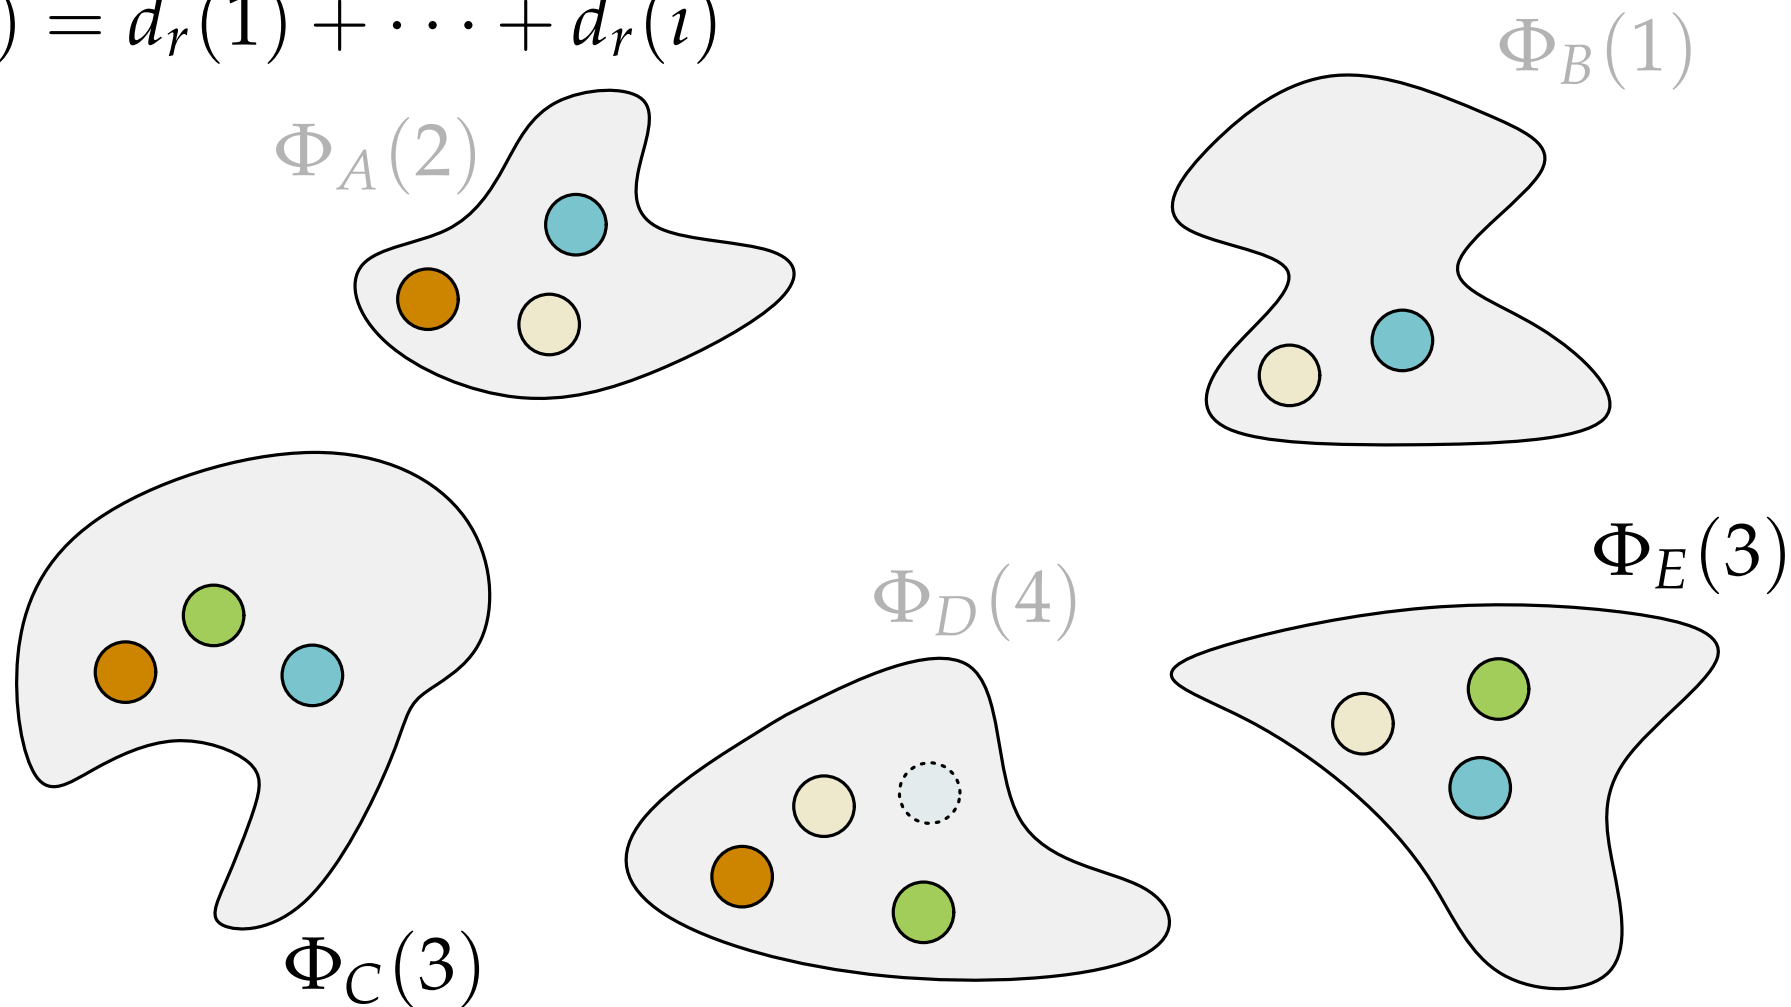 ) = d_r(1) + ⋯ + d_r(ı)
Φ_B(1)
Φ_A(2)
Φ_E(3)
Φ_D(4)
Φ_C(3)